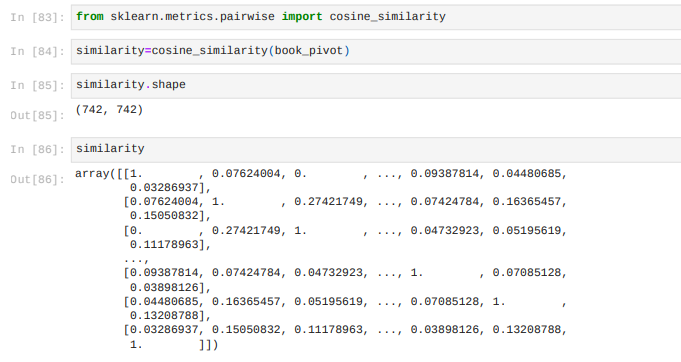 In [83]: from sklearn.metrics.pairwise import cosine_similarity
In [84]: similarity=cosine_similarity(book_pivot)
In [85]: similarity.shape
Out[85]: (742, 742)
In [86]: similarity
Out[86]: array([[1.        , 0.07624004, 0.        , ..., 0.09387814, 0.04480685,
        0.03286937],
       [0.07624004, 1.        , 0.27421749, ..., 0.07424784, 0.16365457,
        0.15050832],
       [0.        , 0.27421749, 1.        , ..., 0.04732923, 0.05195619,
        0.11178963],
       ...,
       [0.09387814, 0.07424784, 0.04732923, ..., 1.        , 0.07085128,
        0.03898126],
       [0.04480685, 0.16365457, 0.05195619, ..., 0.07085128, 1.        ,
        0.13208788],
       [0.03286937, 0.15050832, 0.11178963, ..., 0.03898126, 0.13208788,
        1.        ]])